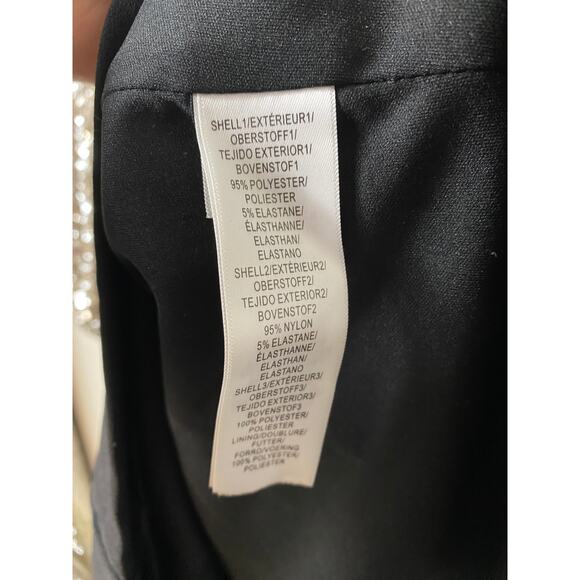 SHELL1/EXTÉRIEUR1/
OBERSTOFF1/
TEJIDO EXTERIOR1/
BOVENSTOF1
95% POLYESTER/
POLIESTER
5% ELASTANE/
ÉLASTHANNE/
ELASTHAN/
ELASTANO
SHELL2/EXTÉRIEUR2/
OBERSTOFF2/
TEJIDO EXTERIOR2/
BOVENSTOF2
95% NYLON
5% ELASTANE/
ÉLASTHANNE/
ELASTHAN/
ELASTANO
SHELL3/EXTÉRIEUR3/
OBERSTOFF3/
TEJIDO EXTERIOR3/
BOVENSTOF3
100% POLYESTER/
POLIESTER
LINING/DOUBLURE/
FUTTER/
FORRO/VOERING
100% POLYESTER/
POLIESTER